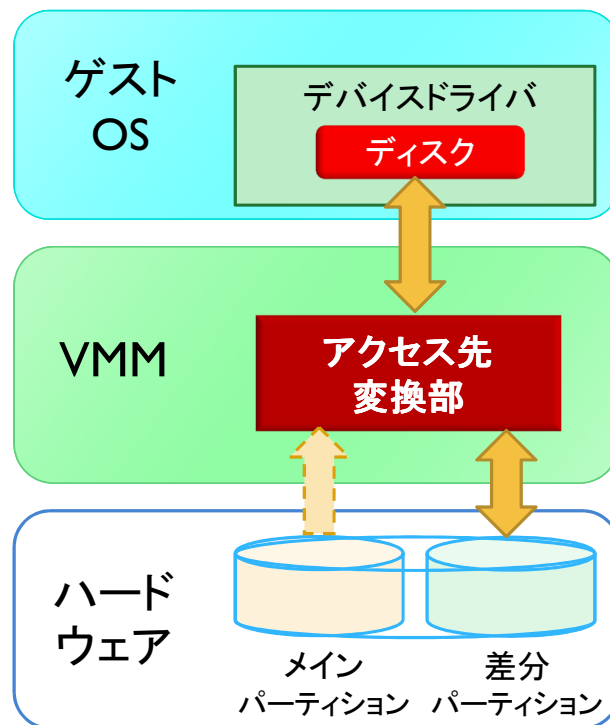 ゲスト
OS
デバイスドライバ
ディスク
VMM
アクセス先
変換部
ハード
ウェア
メイン
パーティション
差分
パーティション